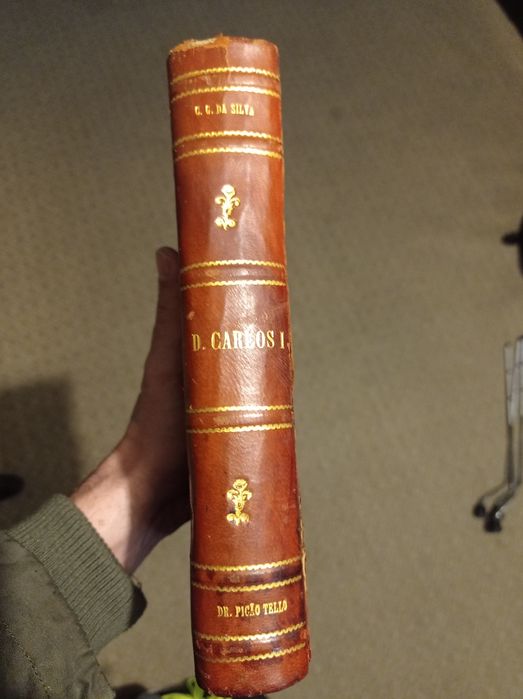 C. C. DA SILVA
D. CARLOS I.
DR. PICÃO TELLO